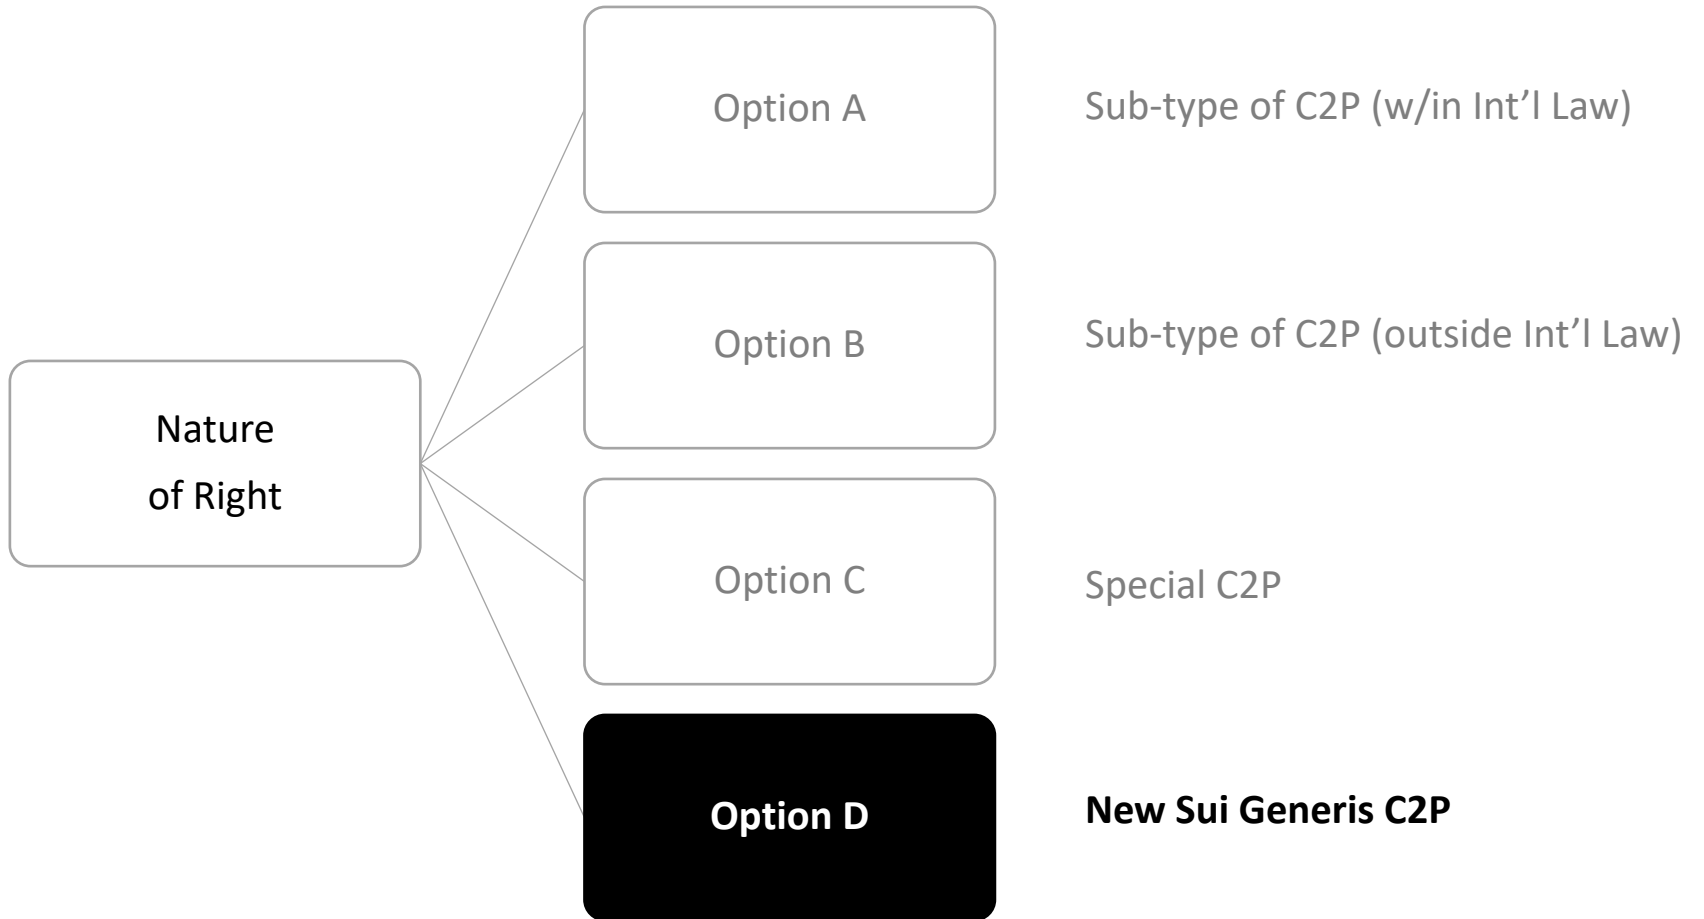 Nature
of Right
Option A
Sub-type of C2P (w/in Int’l Law)
Option B
Sub-type of C2P (outside Int’l Law)
Option C
Special C2P
Option D
New Sui Generis C2P